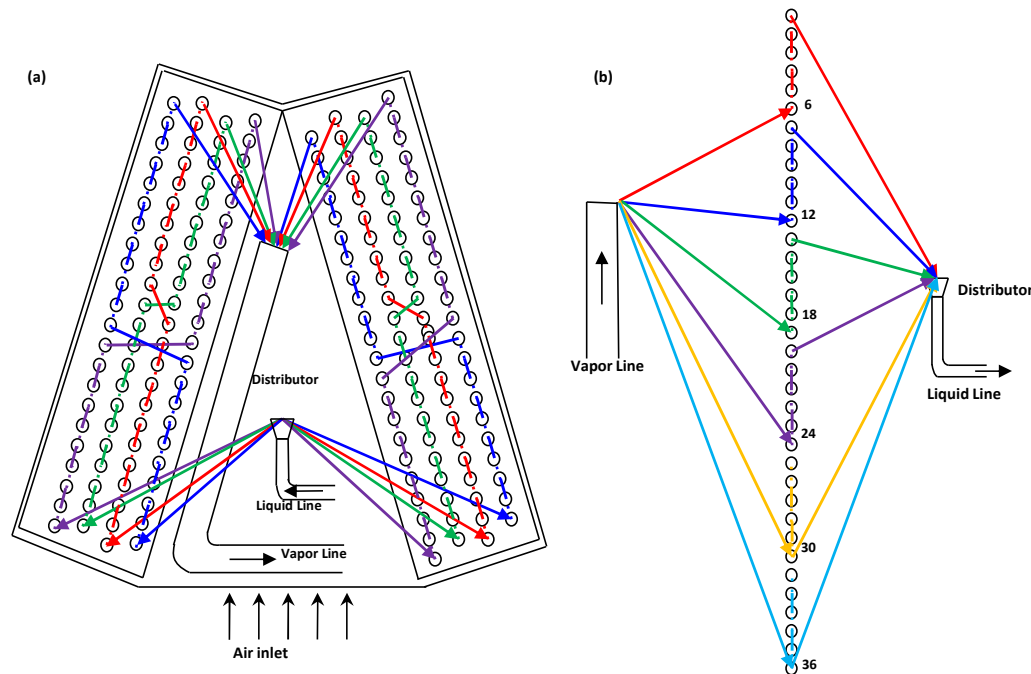 (a)
Distributor
Liquid Line
Vapor Line
Air inlet
(b)
6
12
18
24
30
36
Vapor Line
Distributor
Liquid Line